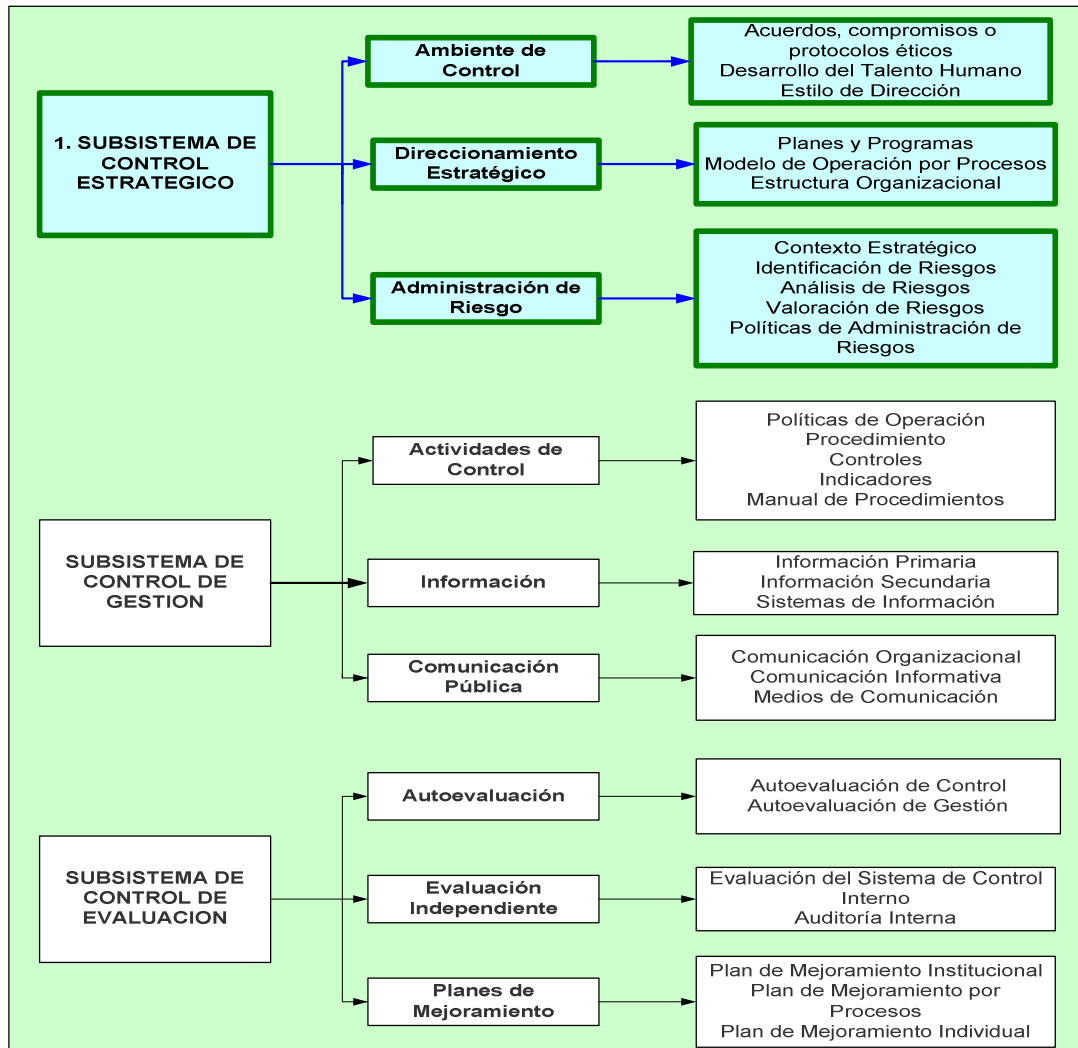 1. SUBSISTEMA DE
CONTROL
ESTRATEGICO
Ambiente de
Control
Acuerdos, compromisos o
protocolos éticos
Desarrollo del Talento Humano
Estilo de Dirección
Direccionamiento
Estratégico
Planes y Programas
Modelo de Operación por Procesos
Estructura Organizacional
Administración de
Riesgo
Contexto Estratégico
Identificación de Riesgos
Análisis de Riesgos
Valoración de Riesgos
Políticas de Administración de
Riesgos
SUBSISTEMA DE
CONTROL DE
GESTION
Actividades de
Control
Políticas de Operación
Procedimiento
Controles
Indicadores
Manual de Procedimientos
Información
Información Primaria
Información Secundaria
Sistemas de Información
Comunicación
Pública
Comunicación Organizacional
Comunicación Informativa
Medios de Comunicación
SUBSISTEMA DE
CONTROL DE
EVALUACION
Autoevaluación
Autoevaluación de Control
Autoevaluación de Gestión
Evaluación
Independiente
Evaluación del Sistema de Control
Interno
Auditoría Interna
Planes de
Mejoramiento
Plan de Mejoramiento Institucional
Plan de Mejoramiento por
Procesos
Plan de Mejoramiento Individual